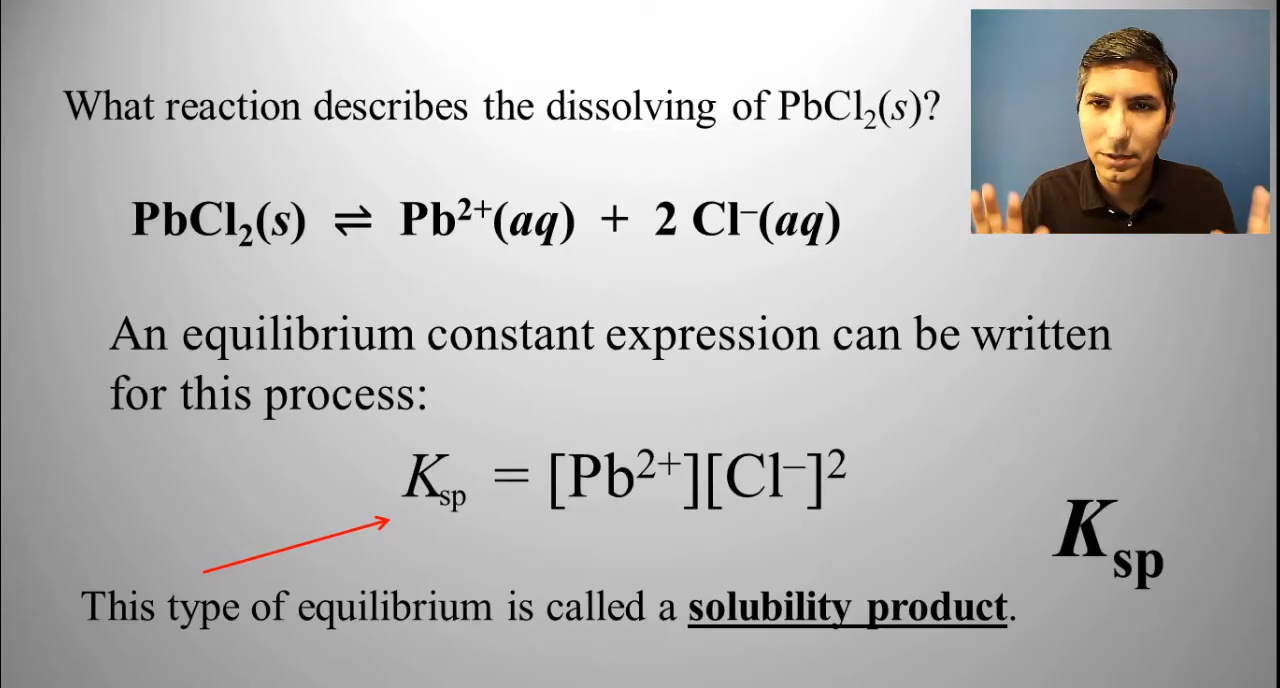 What reaction describes the dissolving of PbCl₂(s)?
PbCl₂(s) ⇌ Pb²⁺(aq) + 2 Cl⁻(aq)
An equilibrium constant expression can be written
for this process:
Kₛₚ = [Pb²⁺][Cl⁻]²
Kₛₚ
This type of equilibrium is called a solubility product.